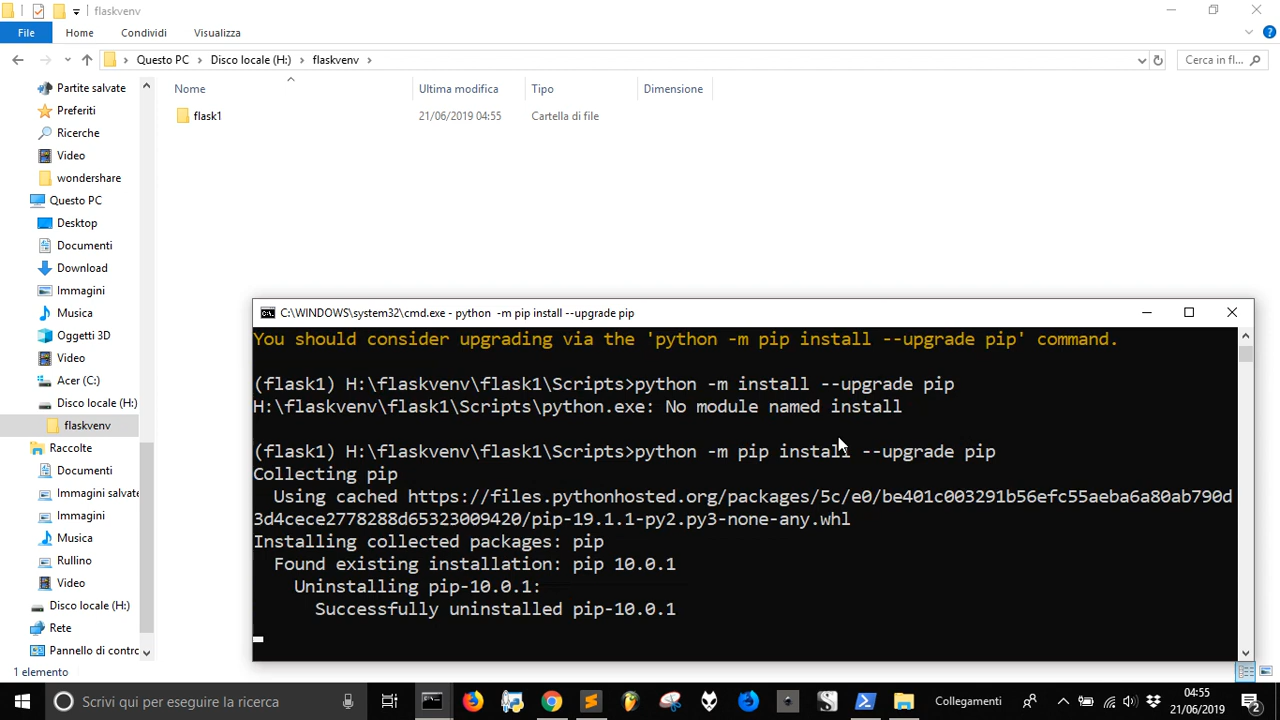 flaskvenv
File Home Condividi Visualizza
Questo PC Disco locale (H:) flaskvenv
Cerca in fl...
Nome Ultima modifica Tipo Dimensione
flask1 21/06/2019 04:55 Cartella di file
Partite salvate
Preferiti
Ricerche
Video
wondershare
Questo PC
Desktop
Documenti
Download
Immagini
Musica
Oggetti 3D
Video
Acer (C:)
Disco locale (H:)
flaskvenv
Raccolte
Documenti
Immagini salvate
Immagini
Musica
Rullino
Video
Disco locale (H:)
Rete
Pannello di contro
1 elemento
C:\WINDOWS\system32\cmd.exe - python  -m pip install --upgrade pip
You should consider upgrading via the 'python -m pip install --upgrade pip' command.
(flask1) H:\flaskvenv\flask1\Scripts>python -m install --upgrade pip
H:\flaskvenv\flask1\Scripts\python.exe: No module named install
(flask1) H:\flaskvenv\flask1\Scripts>python -m pip install --upgrade pip
Collecting pip
Using cached https://files.pythonhosted.org/packages/5c/e0/be401c003291b56efc55aeba6a80ab790d
3d4cece2778288d65323009420/pip-19.1.1-py2.py3-none-any.whl
Installing collected packages: pip
Found existing installation: pip 10.0.1
Uninstalling pip-10.0.1:
Successfully uninstalled pip-10.0.1
Scrivi qui per eseguire la ricerca
Collegamenti
04:55
21/06/2019
2